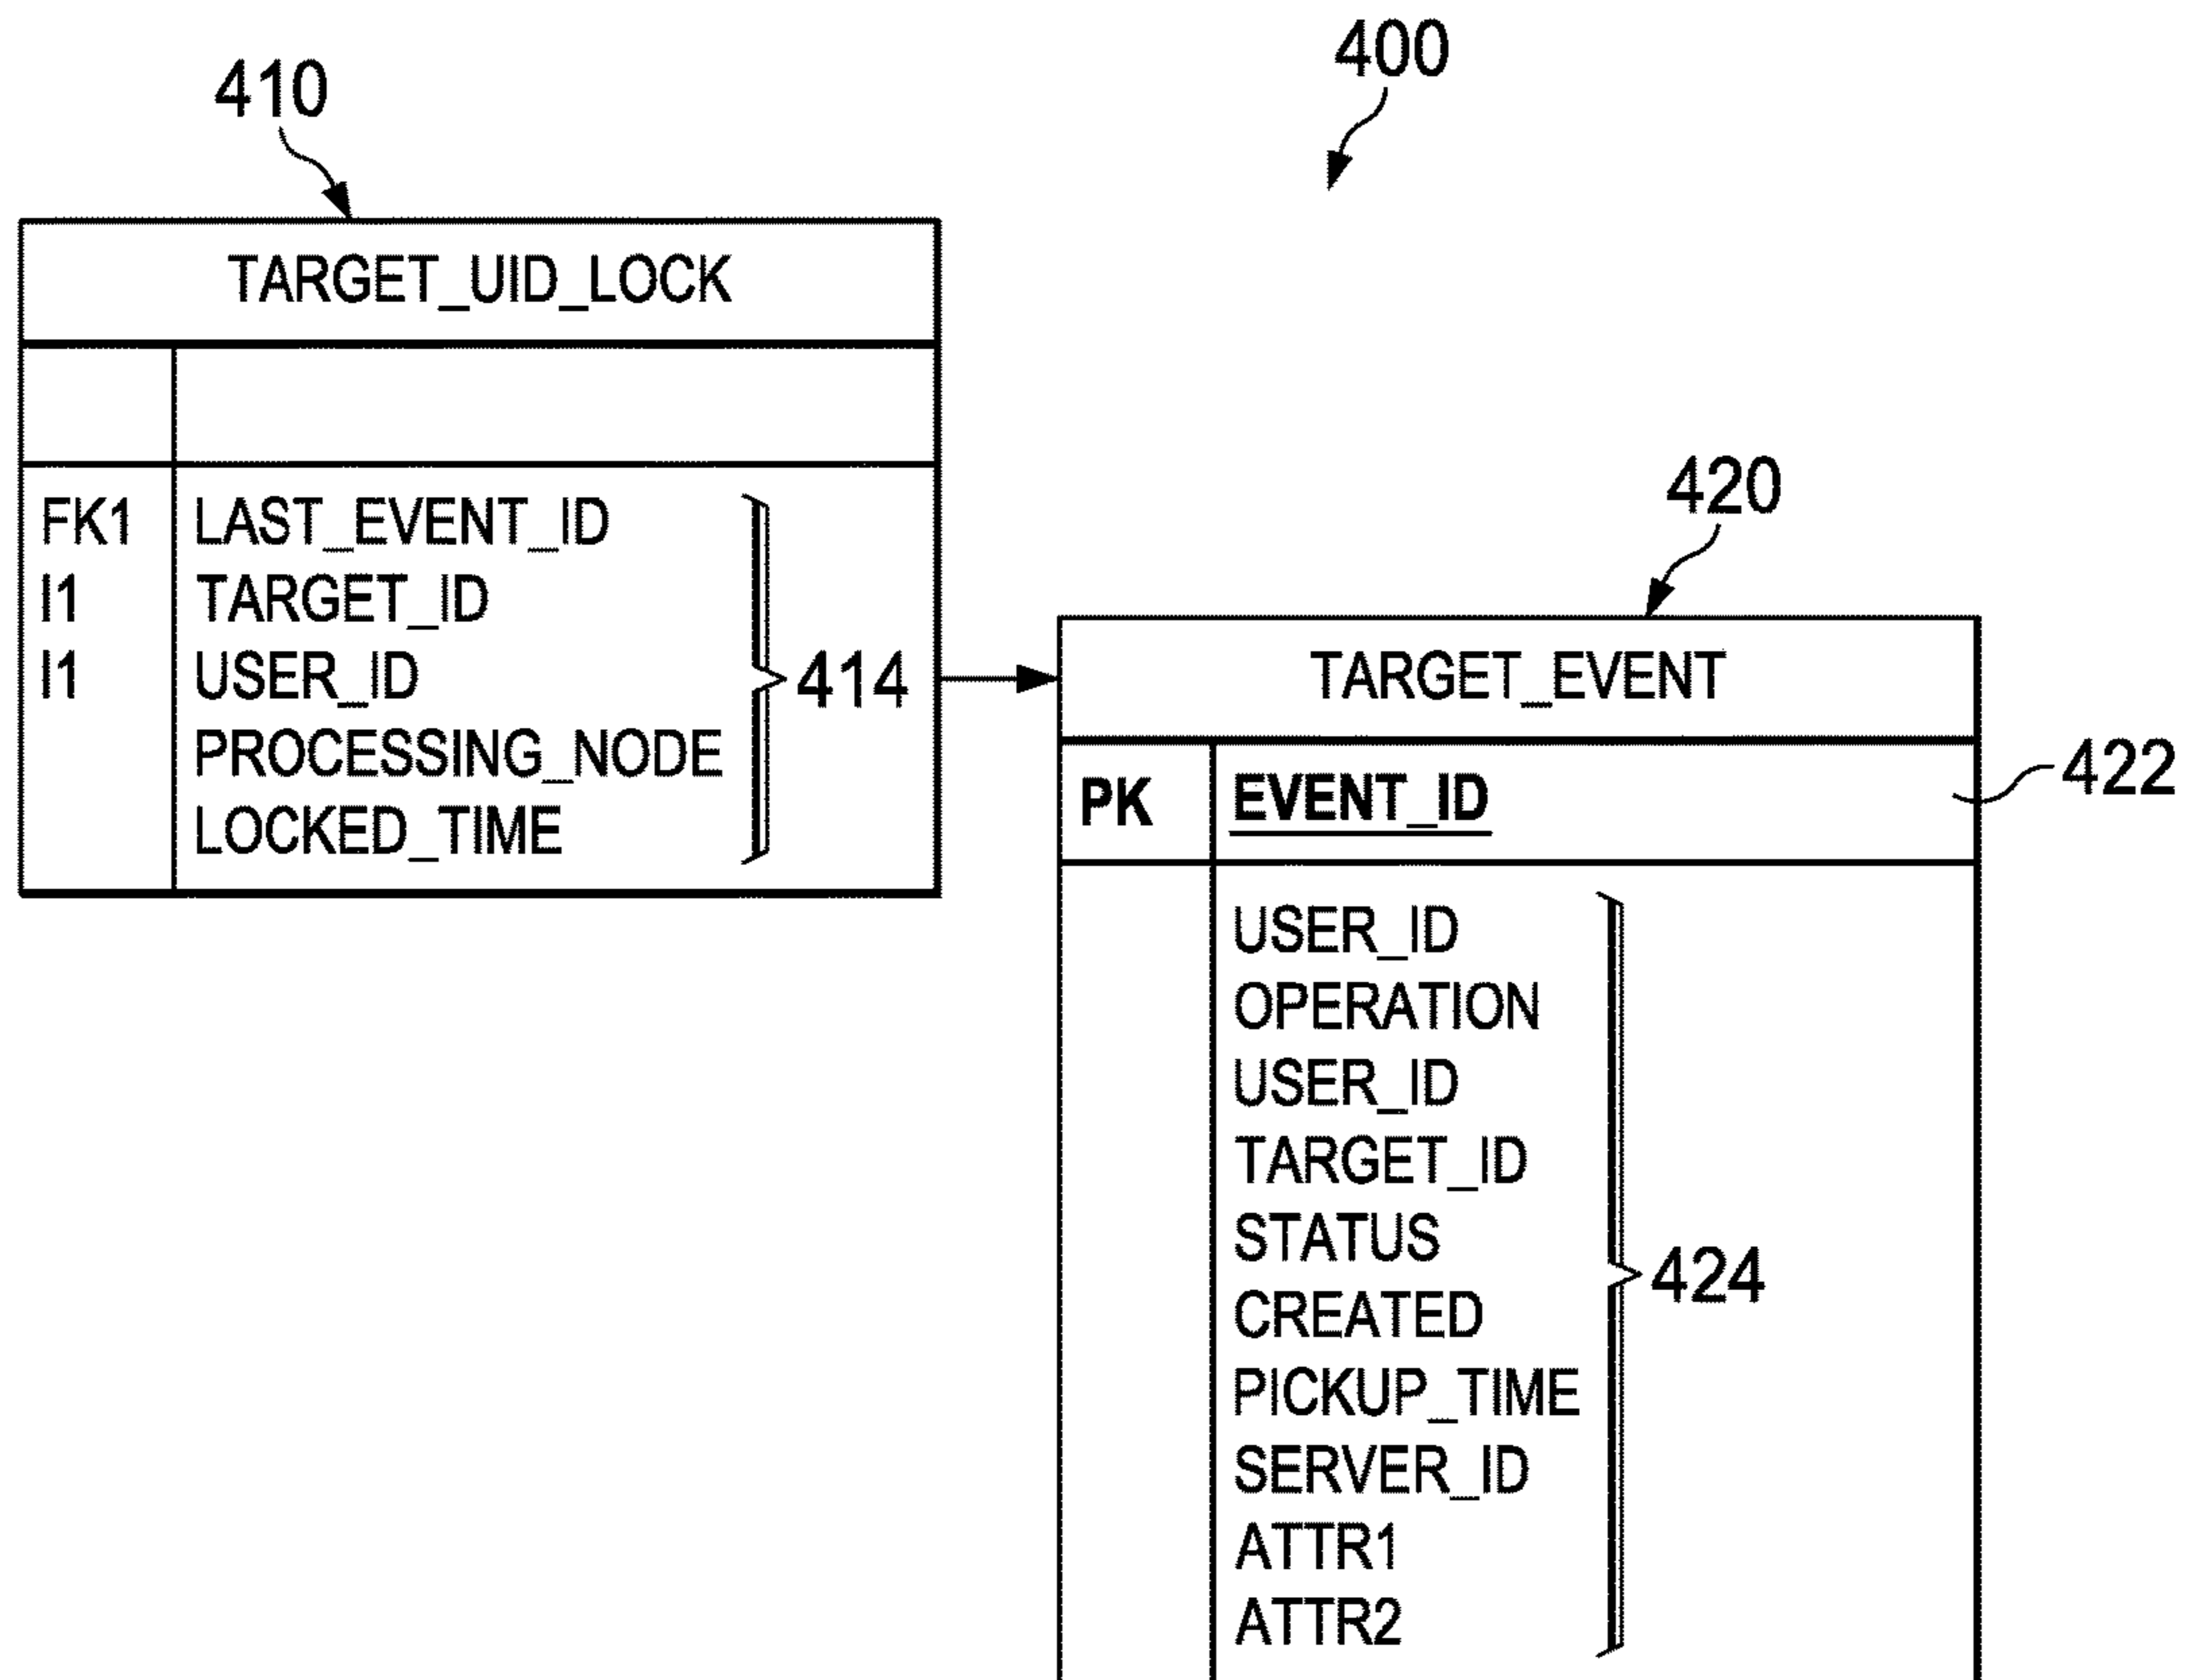 400
410
TARGET_UID_LOCK
FK1 LAST_EVENT_ID
I1 TARGET_ID
I1 USER_ID
PROCESSING_NODE
LOCKED_TIME
414
420
TARGET_EVENT
PK EVENT_ID
422
USER_ID
OPERATION
USER_ID
TARGET_ID
STATUS
CREATED
PICKUP_TIME
SERVER_ID
ATTR1
ATTR2
424